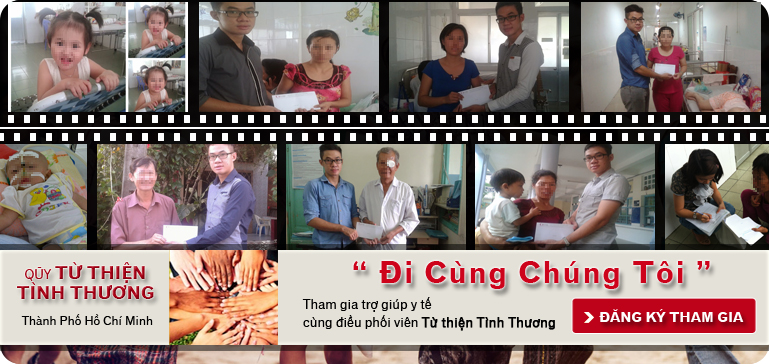 QŨY TỪ THIỆN
TÌNH THƯƠNG
Thành Phố Hồ Chí Minh
“ Đi Cùng Chúng Tôi ”
Tham gia trợ giúp y tế
cùng điều phối viên Từ thiện Tình Thương
ĐĂNG KÝ THAM GIA